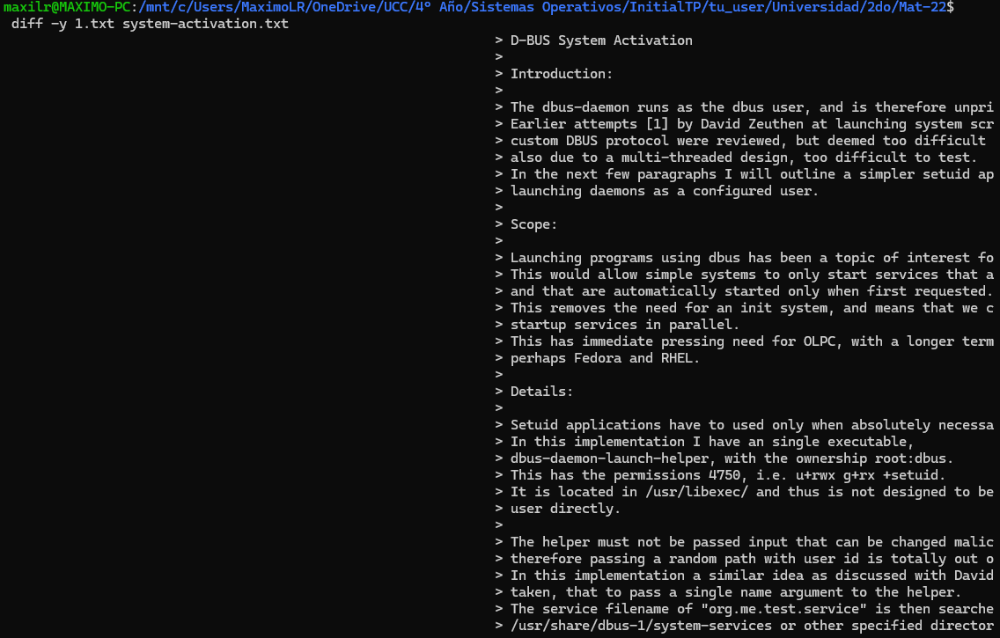 maxilr@MAXIMO-PC:/mnt/c/Users/MaximoLR/OneDrive/UCC/4° Año/Sistemas Operativos/InitialTP/tu_user/Universidad/2do/Mat-22$
diff -y 1.txt system-activation.txt
> D-BUS System Activation
>
> Introduction:
>
> The dbus-daemon runs as the dbus user, and is therefore unpri
> Earlier attempts [1] by David Zeuthen at launching system scr
> custom DBUS protocol were reviewed, but deemed too difficult
> also due to a multi-threaded design, too difficult to test.
> In the next few paragraphs I will outline a simpler setuid ap
> launching daemons as a configured user.
>
> Scope:
>
> Launching programs using dbus has been a topic of interest fo
> This would allow simple systems to only start services that a
> and that are automatically started only when first requested.
> This removes the need for an init system, and means that we c
> startup services in parallel.
> This has immediate pressing need for OLPC, with a longer term
> perhaps Fedora and RHEL.
>
> Details:
>
> Setuid applications have to used only when absolutely necessa
> In this implementation I have an single executable,
> dbus-daemon-launch-helper, with the ownership root:dbus.
> This has the permissions 4750, i.e. u+rwx g+rx +setuid.
> It is located in /usr/libexec/ and thus is not designed to be
> user directly.
>
> The helper must not be passed input that can be changed malic
> therefore passing a random path with user id is totally out o
> In this implementation a similar idea as discussed with David
> taken, that to pass a single name argument to the helper.
> The service filename of "org.me.test.service" is then searche
> /usr/share/dbus-1/system-services or other specified director